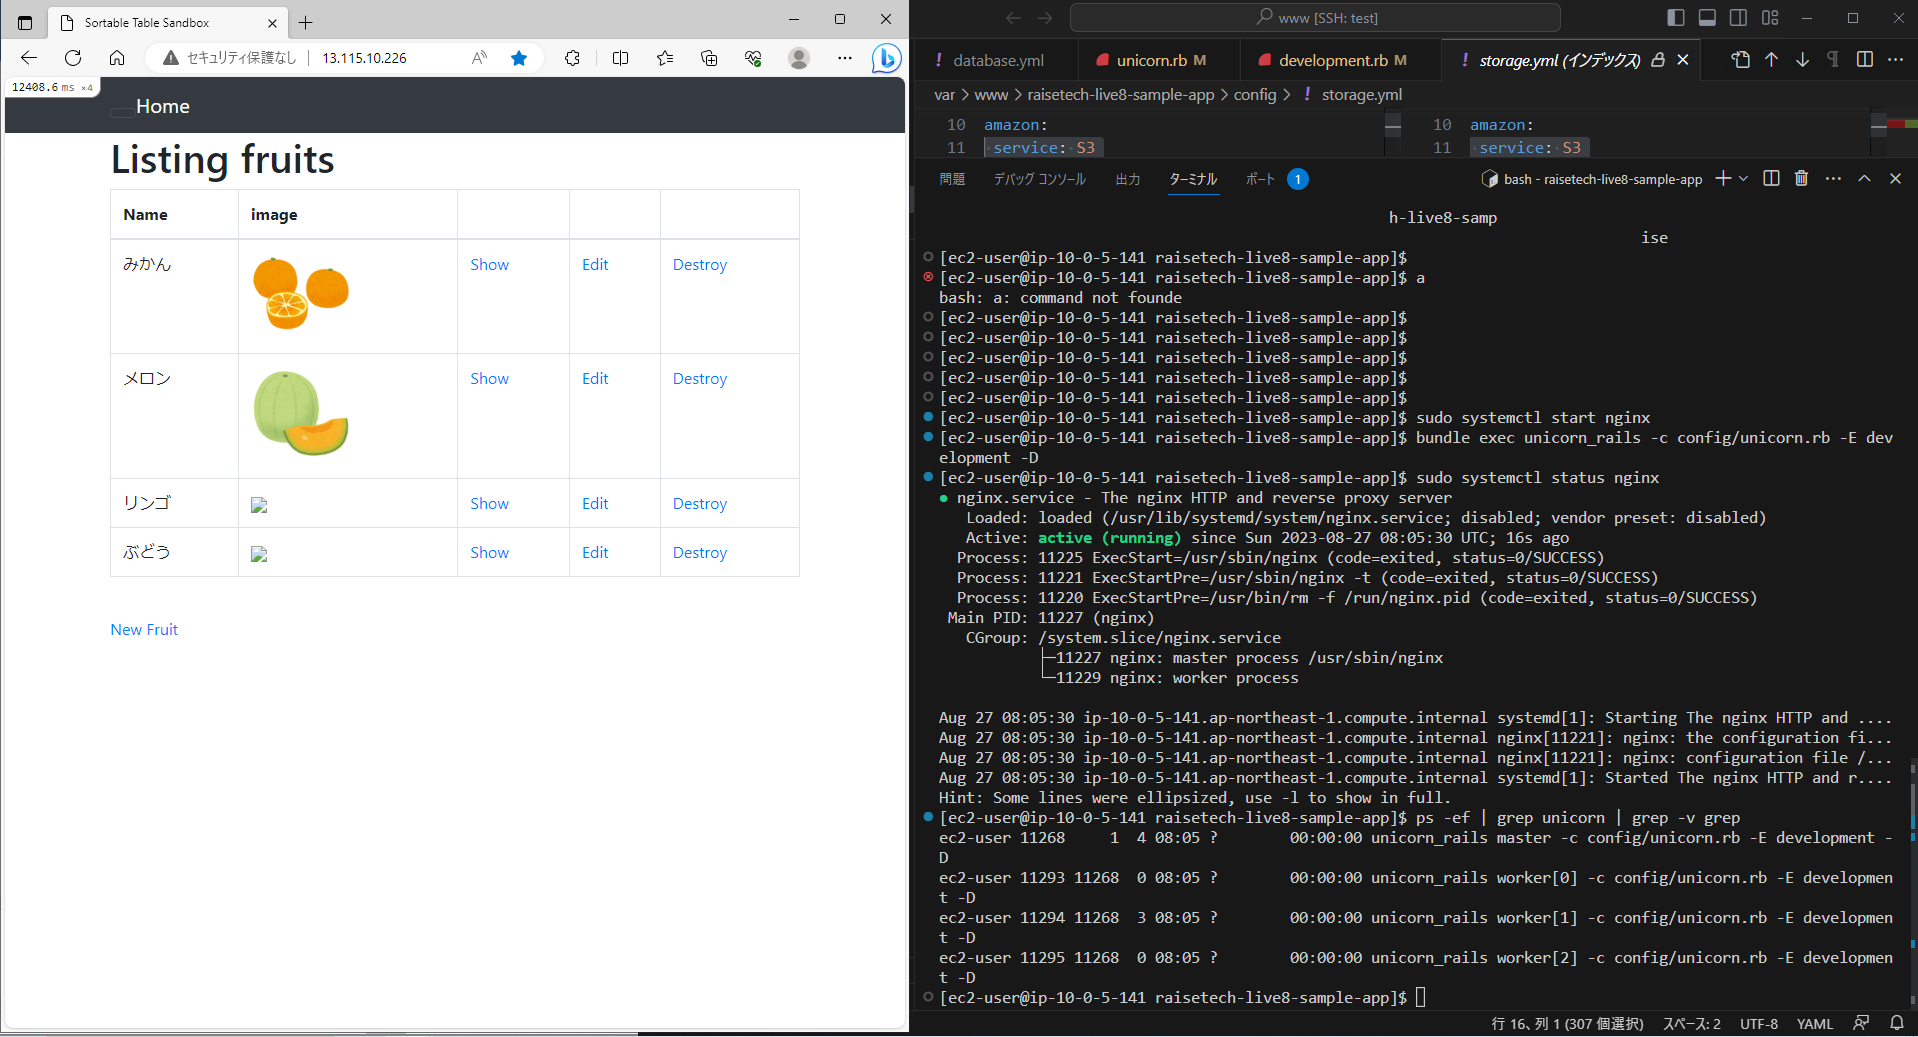 Sortable Table Sandbox
セキュリティ保護なし
13.115.10.226
12408.6 ms ×4
Home
Listing fruits
Name image
みかん Show Edit Destroy
メロン Show Edit Destroy
リンゴ Show Edit Destroy
ぶどう Show Edit Destroy
New Fruit
www [SSH: test]
! database.yml
unicorn.rb M
development.rb M
! storage.yml (インデックス)
var > www > raisetech-live8-sample-app > config > ! storage.yml
10 amazon:
11 service: S3
10 amazon:
11 service: S3
問題 デバッグ コンソール 出力 ターミナル ポート 1
bash - raisetech-live8-sample-app
h-live8-samp
ise
[ec2-user@ip-10-0-5-141 raisetech-live8-sample-app]$
[ec2-user@ip-10-0-5-141 raisetech-live8-sample-app]$ a
bash: a: command not founde
[ec2-user@ip-10-0-5-141 raisetech-live8-sample-app]$
[ec2-user@ip-10-0-5-141 raisetech-live8-sample-app]$
[ec2-user@ip-10-0-5-141 raisetech-live8-sample-app]$
[ec2-user@ip-10-0-5-141 raisetech-live8-sample-app]$
[ec2-user@ip-10-0-5-141 raisetech-live8-sample-app]$
[ec2-user@ip-10-0-5-141 raisetech-live8-sample-app]$ sudo systemctl start nginx
[ec2-user@ip-10-0-5-141 raisetech-live8-sample-app]$ bundle exec unicorn_rails -c config/unicorn.rb -E dev
elopment -D
[ec2-user@ip-10-0-5-141 raisetech-live8-sample-app]$ sudo systemctl status nginx
● nginx.service - The nginx HTTP and reverse proxy server
Loaded: loaded (/usr/lib/systemd/system/nginx.service; disabled; vendor preset: disabled)
Active: active (running) since Sun 2023-08-27 08:05:30 UTC; 16s ago
Process: 11225 ExecStart=/usr/sbin/nginx (code=exited, status=0/SUCCESS)
Process: 11221 ExecStartPre=/usr/sbin/nginx -t (code=exited, status=0/SUCCESS)
Process: 11220 ExecStartPre=/usr/bin/rm -f /run/nginx.pid (code=exited, status=0/SUCCESS)
Main PID: 11227 (nginx)
CGroup: /system.slice/nginx.service
├─11227 nginx: master process /usr/sbin/nginx
└─11229 nginx: worker process
Aug 27 08:05:30 ip-10-0-5-141.ap-northeast-1.compute.internal systemd[1]: Starting The nginx HTTP and ....
Aug 27 08:05:30 ip-10-0-5-141.ap-northeast-1.compute.internal nginx[11221]: nginx: the configuration fi...
Aug 27 08:05:30 ip-10-0-5-141.ap-northeast-1.compute.internal nginx[11221]: nginx: configuration file /...
Aug 27 08:05:30 ip-10-0-5-141.ap-northeast-1.compute.internal systemd[1]: Started The nginx HTTP and r....
Hint: Some lines were ellipsized, use -l to show in full.
[ec2-user@ip-10-0-5-141 raisetech-live8-sample-app]$ ps -ef | grep unicorn | grep -v grep
ec2-user 11268 1 4 08:05 ? 00:00:00 unicorn_rails master -c config/unicorn.rb -E development -
D
ec2-user 11293 11268 0 08:05 ? 00:00:00 unicorn_rails worker[0] -c config/unicorn.rb -E developmen
t -D
ec2-user 11294 11268 3 08:05 ? 00:00:00 unicorn_rails worker[1] -c config/unicorn.rb -E developmen
t -D
ec2-user 11295 11268 0 08:05 ? 00:00:00 unicorn_rails worker[2] -c config/unicorn.rb -E developmen
t -D
[ec2-user@ip-10-0-5-141 raisetech-live8-sample-app]$
行 16、列 1 (307 個選択) スペース: 2 UTF-8 YAML